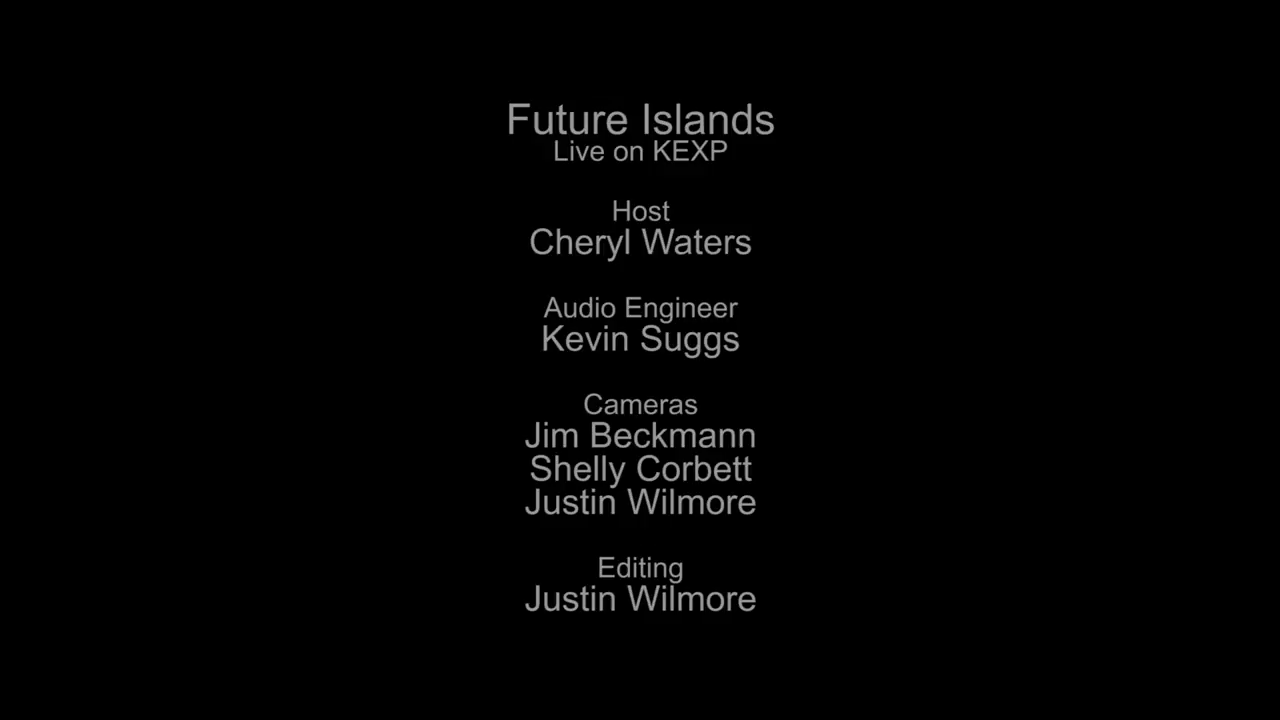 Future Islands
Live on KEXP
Host
Cheryl Waters
Audio Engineer
Kevin Suggs
Cameras
Jim Beckmann
Shelly Corbett
Justin Wilmore
Editing
Justin Wilmore